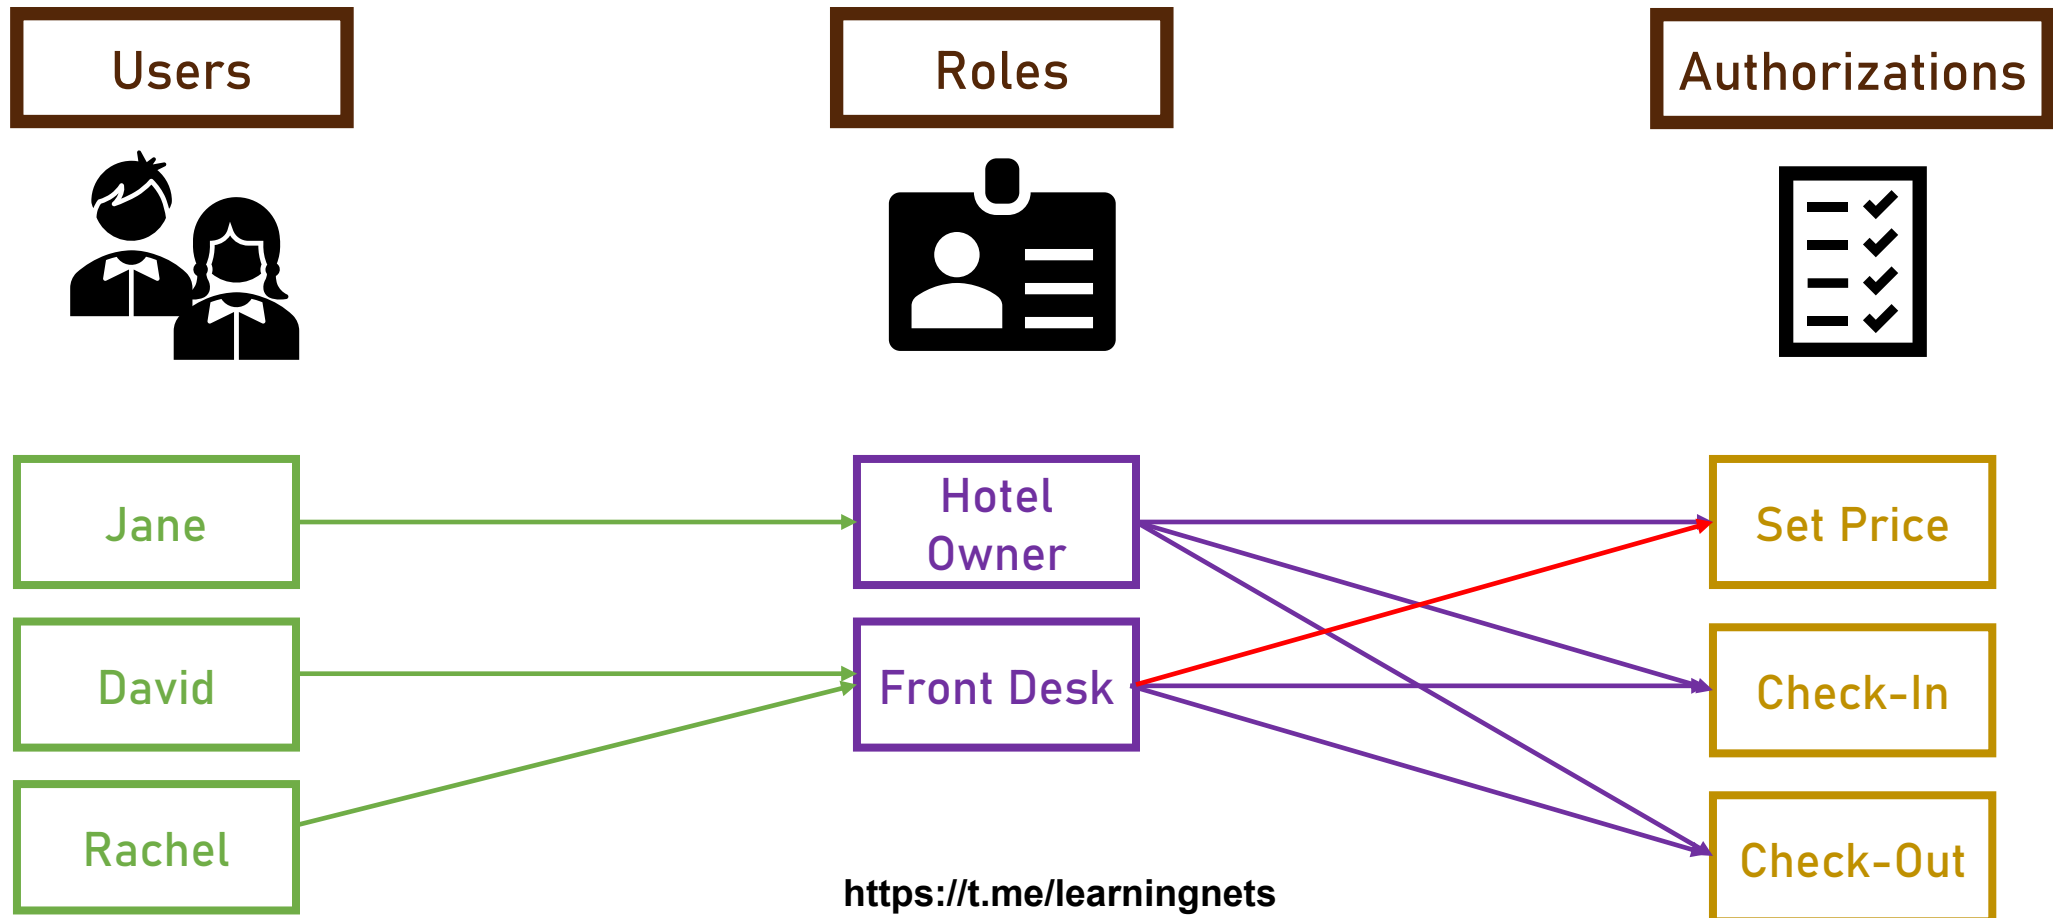 Users
Roles
Authorizations
Jane
Hotel
Owner
Set Price
David
Front Desk
Check-In
Rachel
Check-Out
https://t.me/learningnets